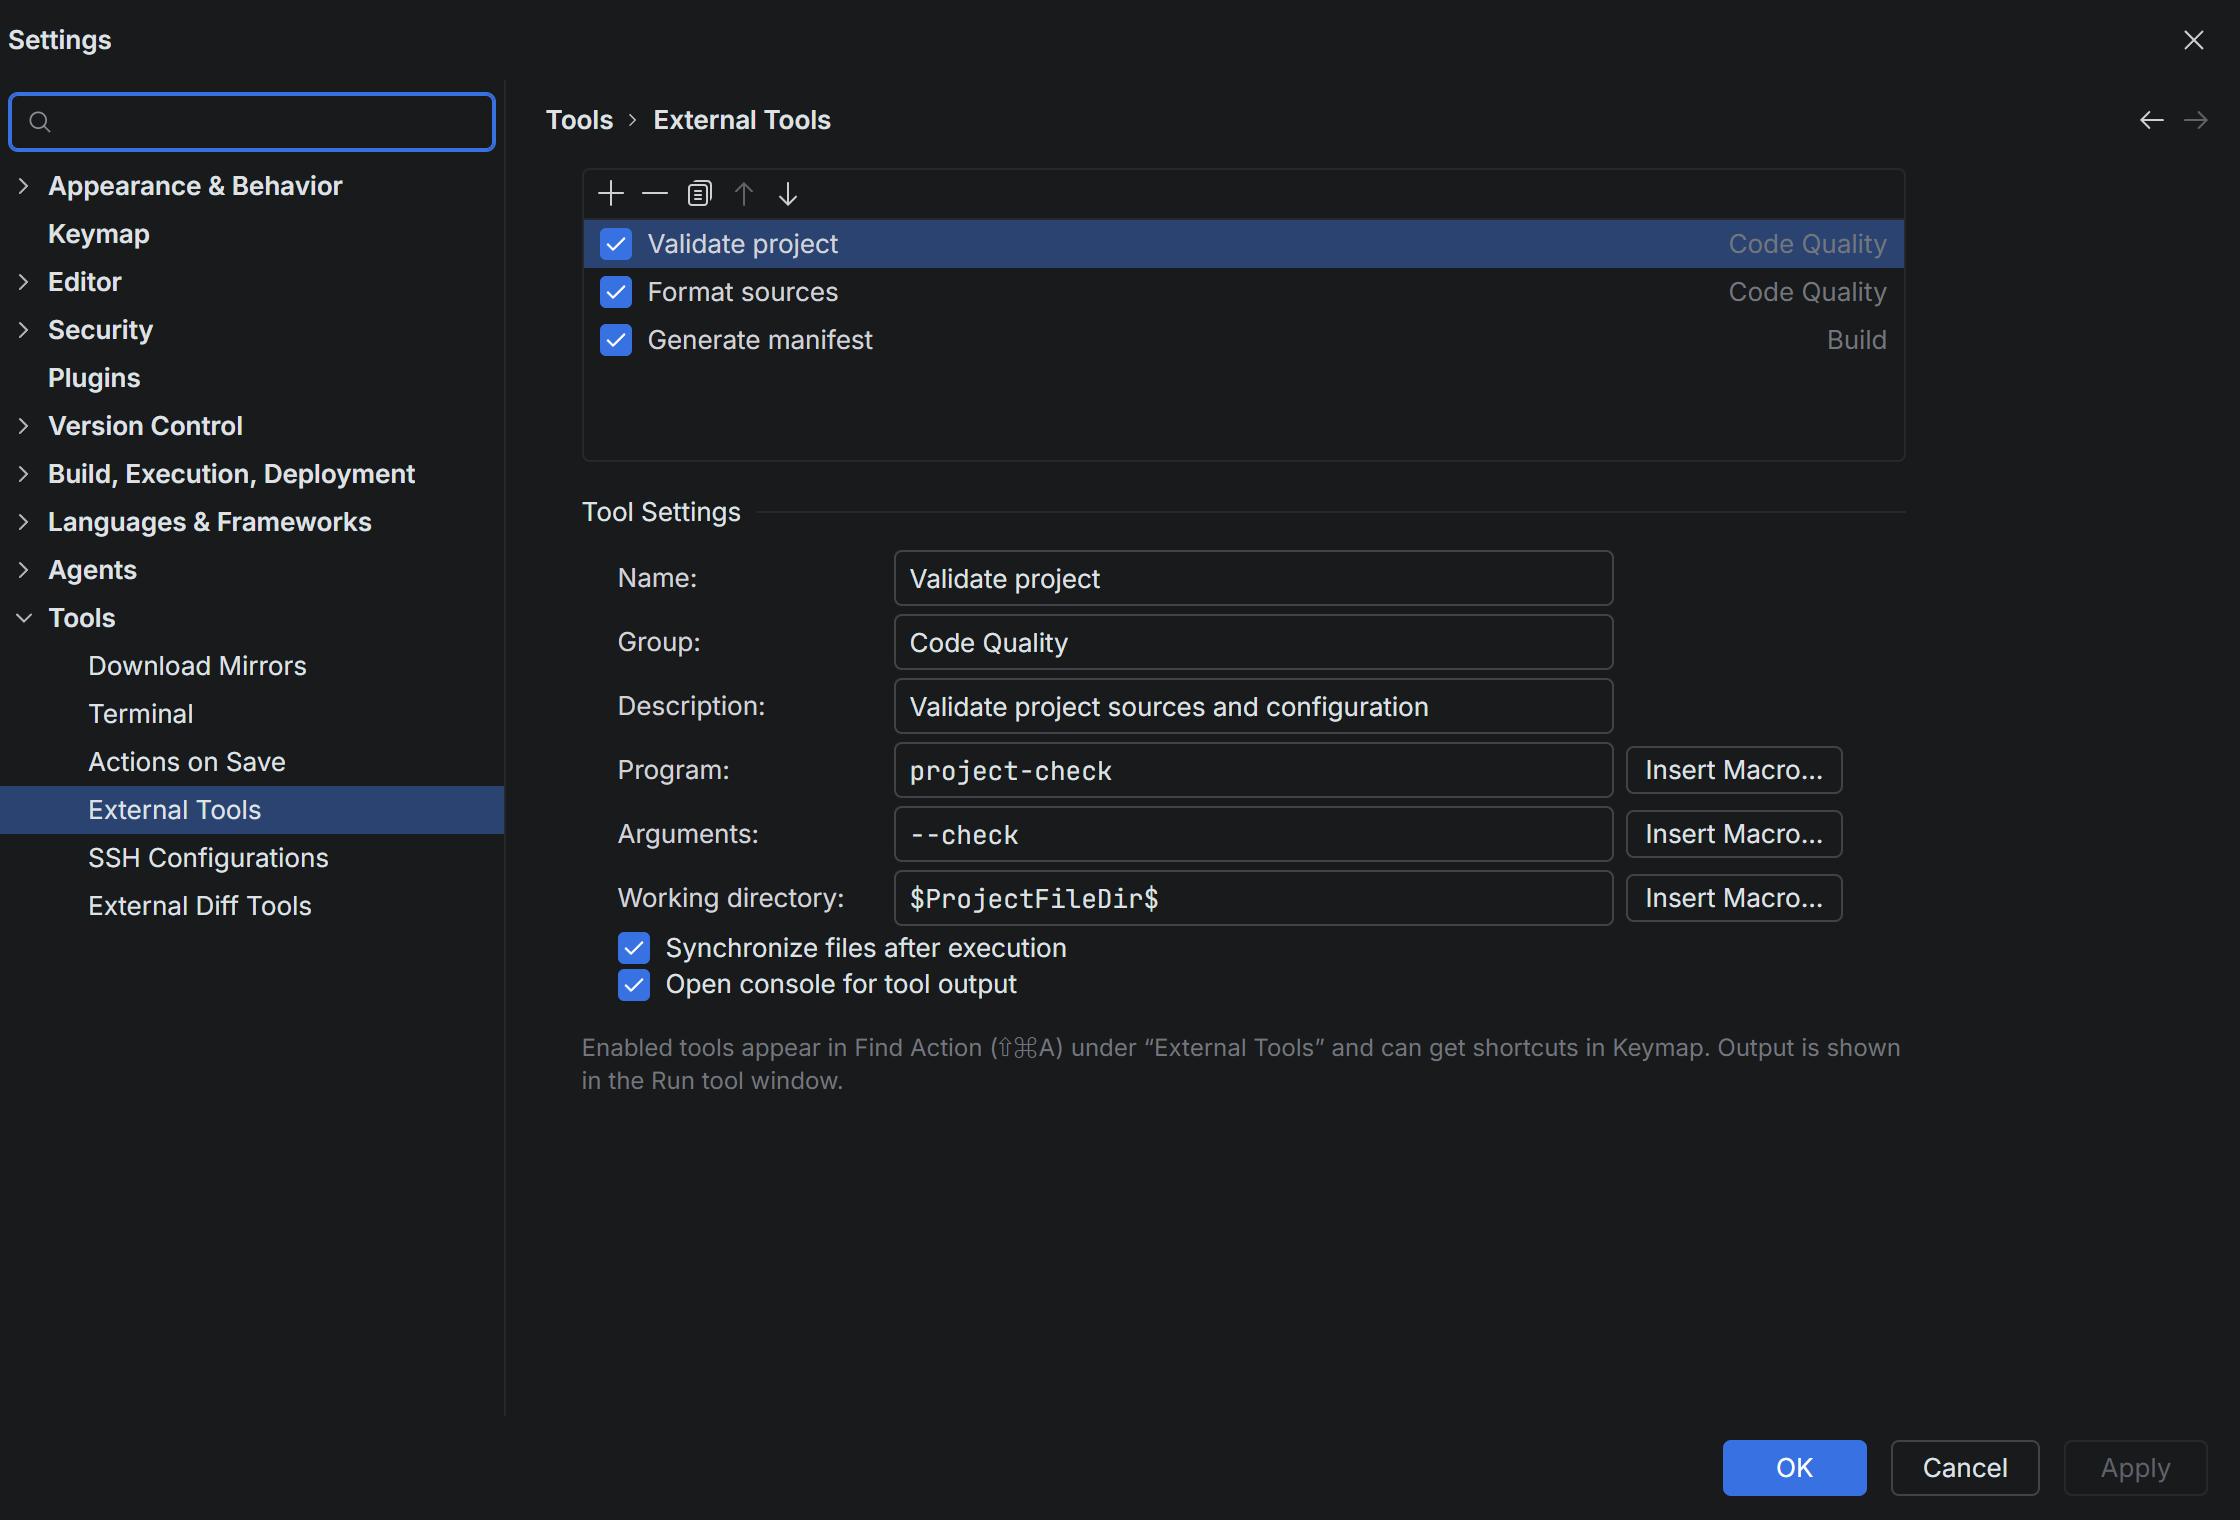 Settings
Appearance & Behavior
Keymap
Editor
Security
Plugins
Version Control
Build, Execution, Deployment
Languages & Frameworks
Agents
Tools
Download Mirrors
Terminal
Actions on Save
External Tools
SSH Configurations
External Diff Tools
Tools › External Tools
Validate project Code Quality
Format sources Code Quality
Generate manifest Build
Tool Settings
Name: Validate project
Group: Code Quality
Description: Validate project sources and configuration
Program: project-check Insert Macro...
Arguments: --check Insert Macro...
Working directory: $ProjectFileDir$ Insert Macro...
Synchronize files after execution
Open console for tool output
Enabled tools appear in Find Action (⇧⌘A) under “External Tools” and can get shortcuts in Keymap. Output is shown
in the Run tool window.
OK Cancel Apply